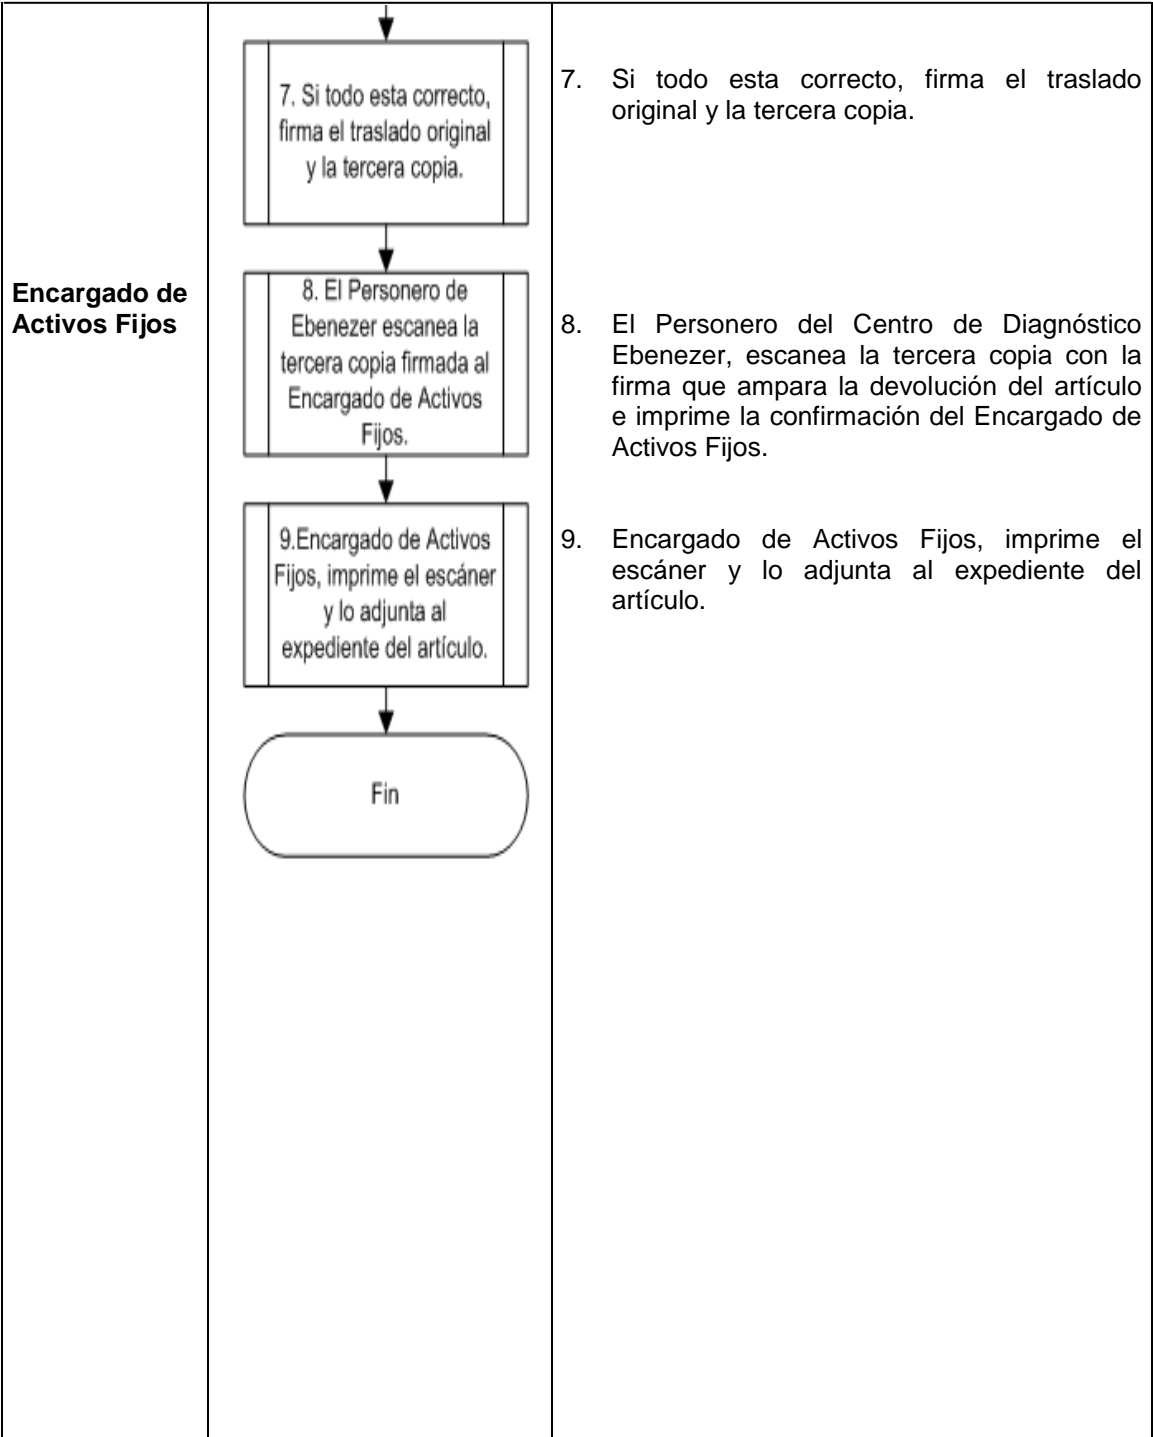 Encargado de
Activos Fijos
7. Si todo esta correcto,
firma el traslado original
y la tercera copia.
8. El Personero de
Ebenezer escanea la
tercera copia firmada al
Encargado de Activos
Fijos.
9.Encargado de Activos
Fijos, imprime el escáner
y lo adjunta al
expediente del artículo.
Fin
7. Si todo esta correcto, firma el traslado
original y la tercera copia.
8. El Personero del Centro de Diagnóstico
Ebenezer, escanea la tercera copia con la
firma que ampara la devolución del artículo
e imprime la confirmación del Encargado de
Activos Fijos.
9. Encargado de Activos Fijos, imprime el
escáner y lo adjunta al expediente del
artículo.